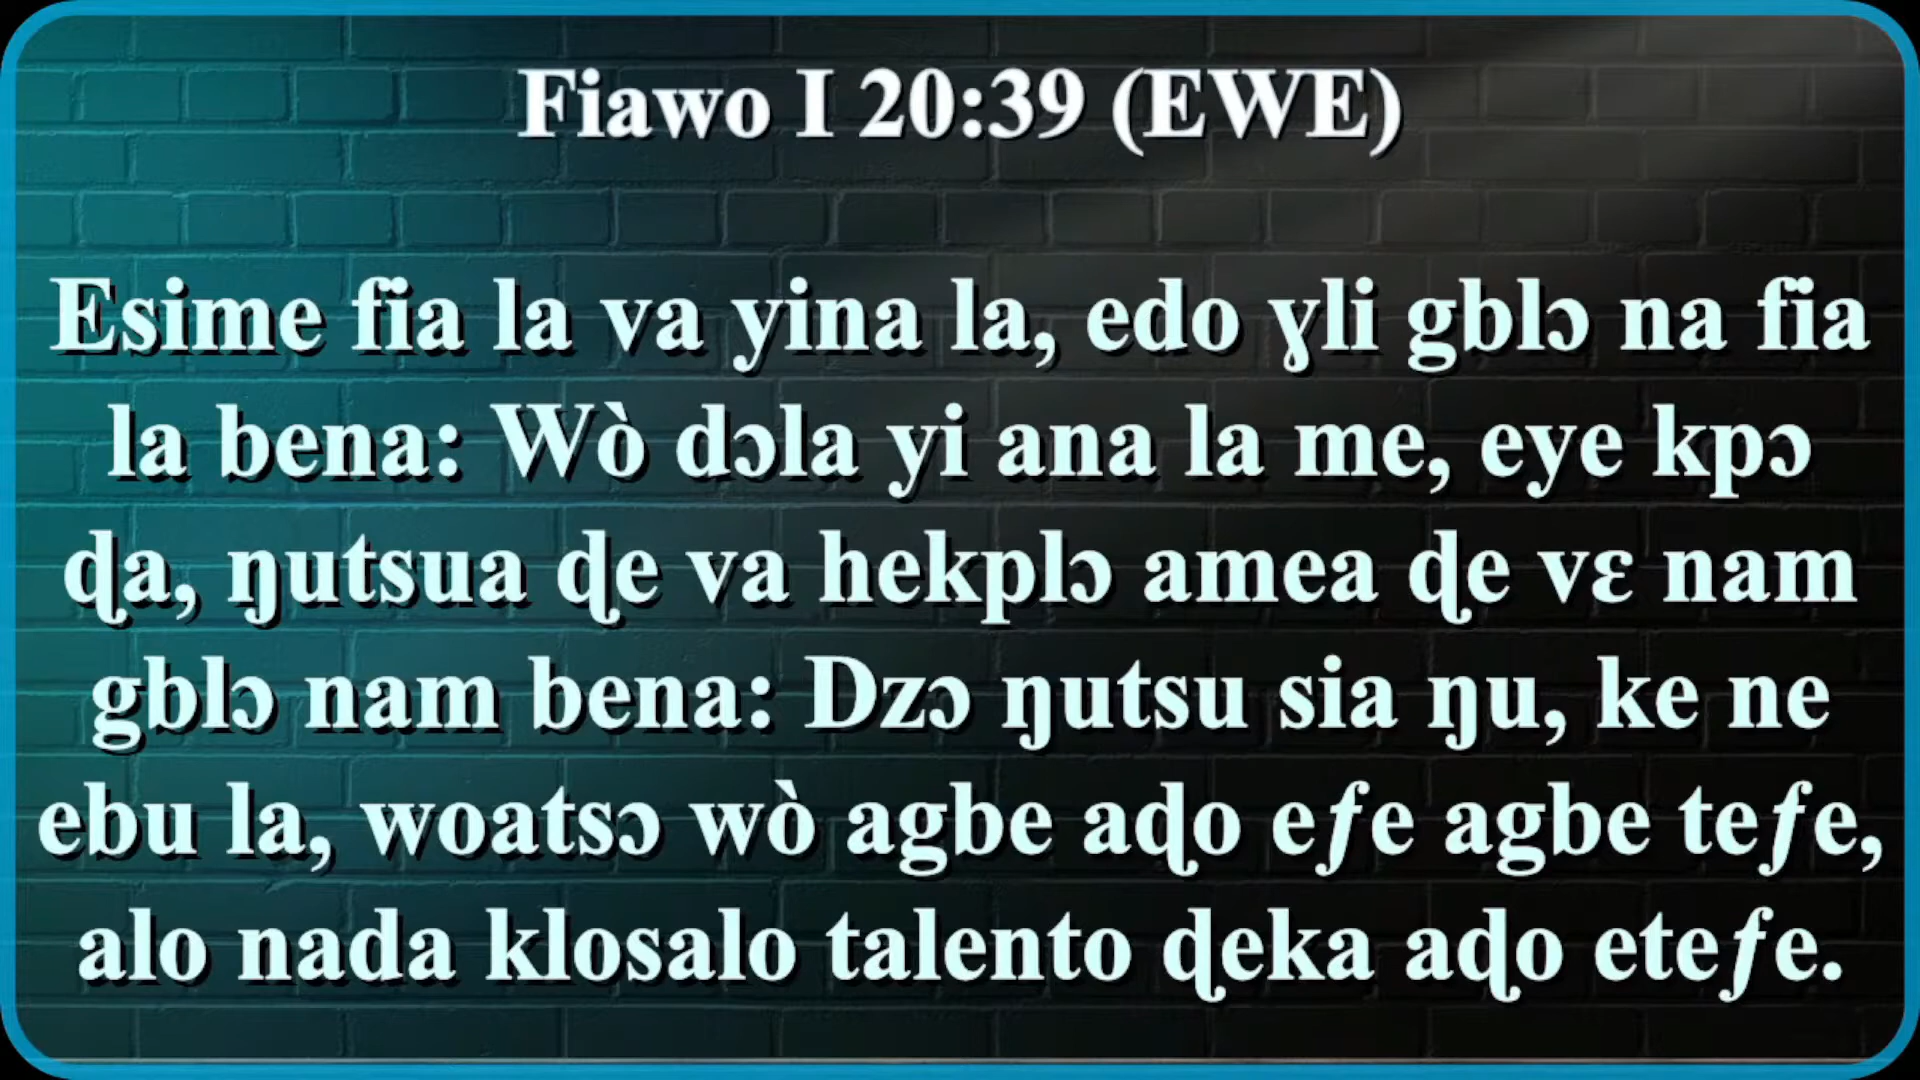 Fiawo I 20:39 (EWE)
Esime fia la va yina la, edo ɣli gblɔ na fia
la bena: Wò dɔla yi ana la me, eye kpɔ
ɖa, ŋutsua ɖe va hekplɔ amea ɖe vɛ nam
gblɔ nam bena: Dzɔ ŋutsu sia ŋu, ke ne
ebu la, woatsɔ wò agbe aɖo eƒe agbe teƒe,
alo nada klosalo talento ɖeka aɖo eteƒe.